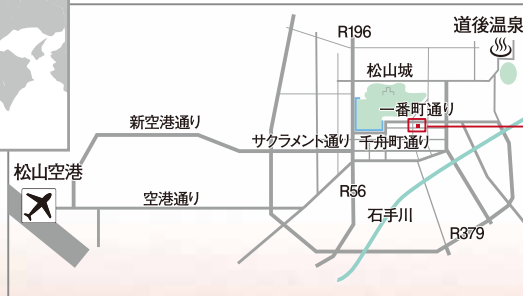 道後温泉
R196
松山城
一番町通り
新空港通り
サクラメント通り
千舟町通り
松山空港
空港通り
R56
石手川
R379